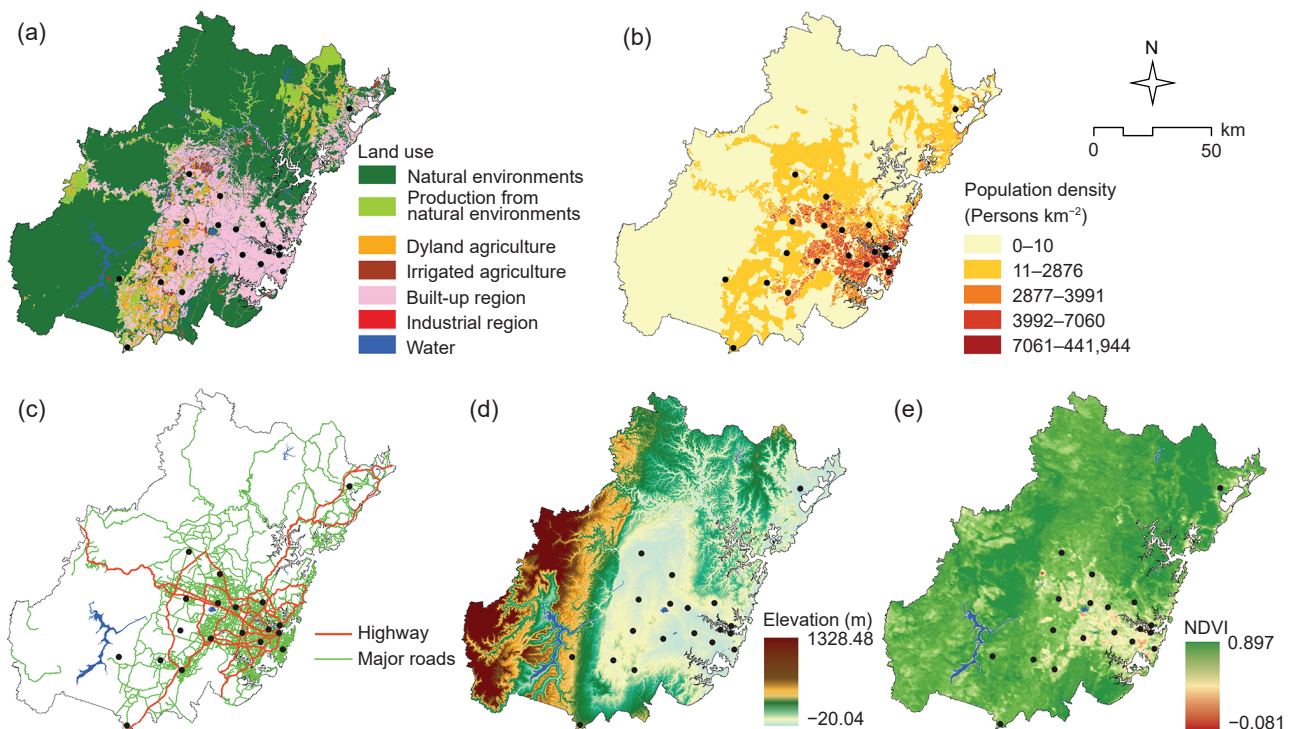 (a)
Land use
Natural environments
Production from
natural environments
Dyland agriculture
Irrigated agriculture
Built-up region
Industrial region
Water
(b)
N
km
0 50
Population density
(Persons km⁻²)
0–10
11–2876
2877–3991
3992–7060
7061–441,944
(c)
Highway
Major roads
(d)
Elevation (m)
1328.48
−20.04
(e)
NDVI
0.897
−0.081